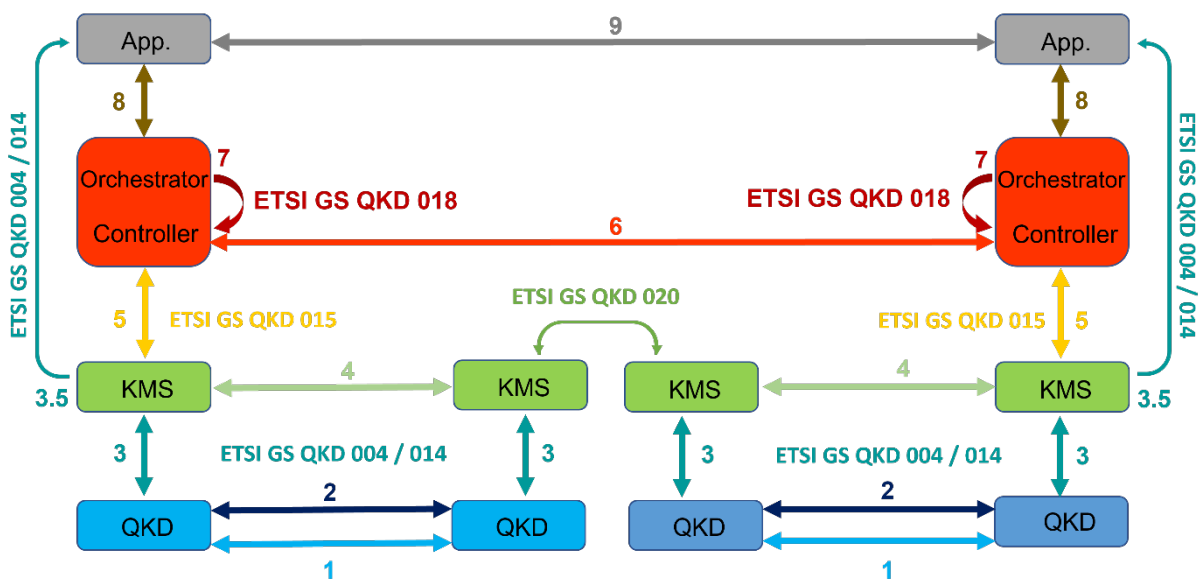 9
App.
App.
8
8
ETSI GS QKD 004 / 014
ETSI GS QKD 004 / 014
7
7
Orchestrator
Orchestrator
ETSI GS QKD 018
ETSI GS QKD 018
Controller
6
Controller
ETSI GS QKD 020
5
ETSI GS QKD 015
ETSI GS QKD 015
5
KMS
4
KMS
KMS
4
KMS
3.5
3.5
3
ETSI GS QKD 004 / 014
3
3
ETSI GS QKD 004 / 014
3
2
2
QKD
QKD
QKD
QKD
1
1